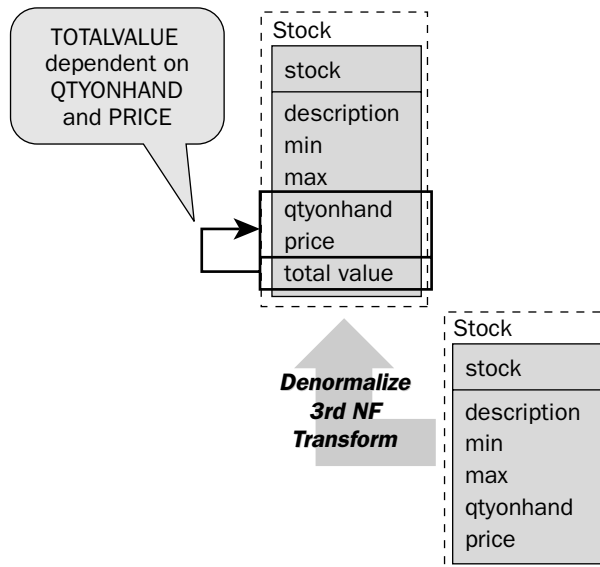 TOTALVALUE
dependent on
QTYONHAND
and PRICE
Stock
stock
description
min
max
qtyonhand
price
total value
Denormalize
3rd NF
Transform
Stock
stock
description
min
max
qtyonhand
price